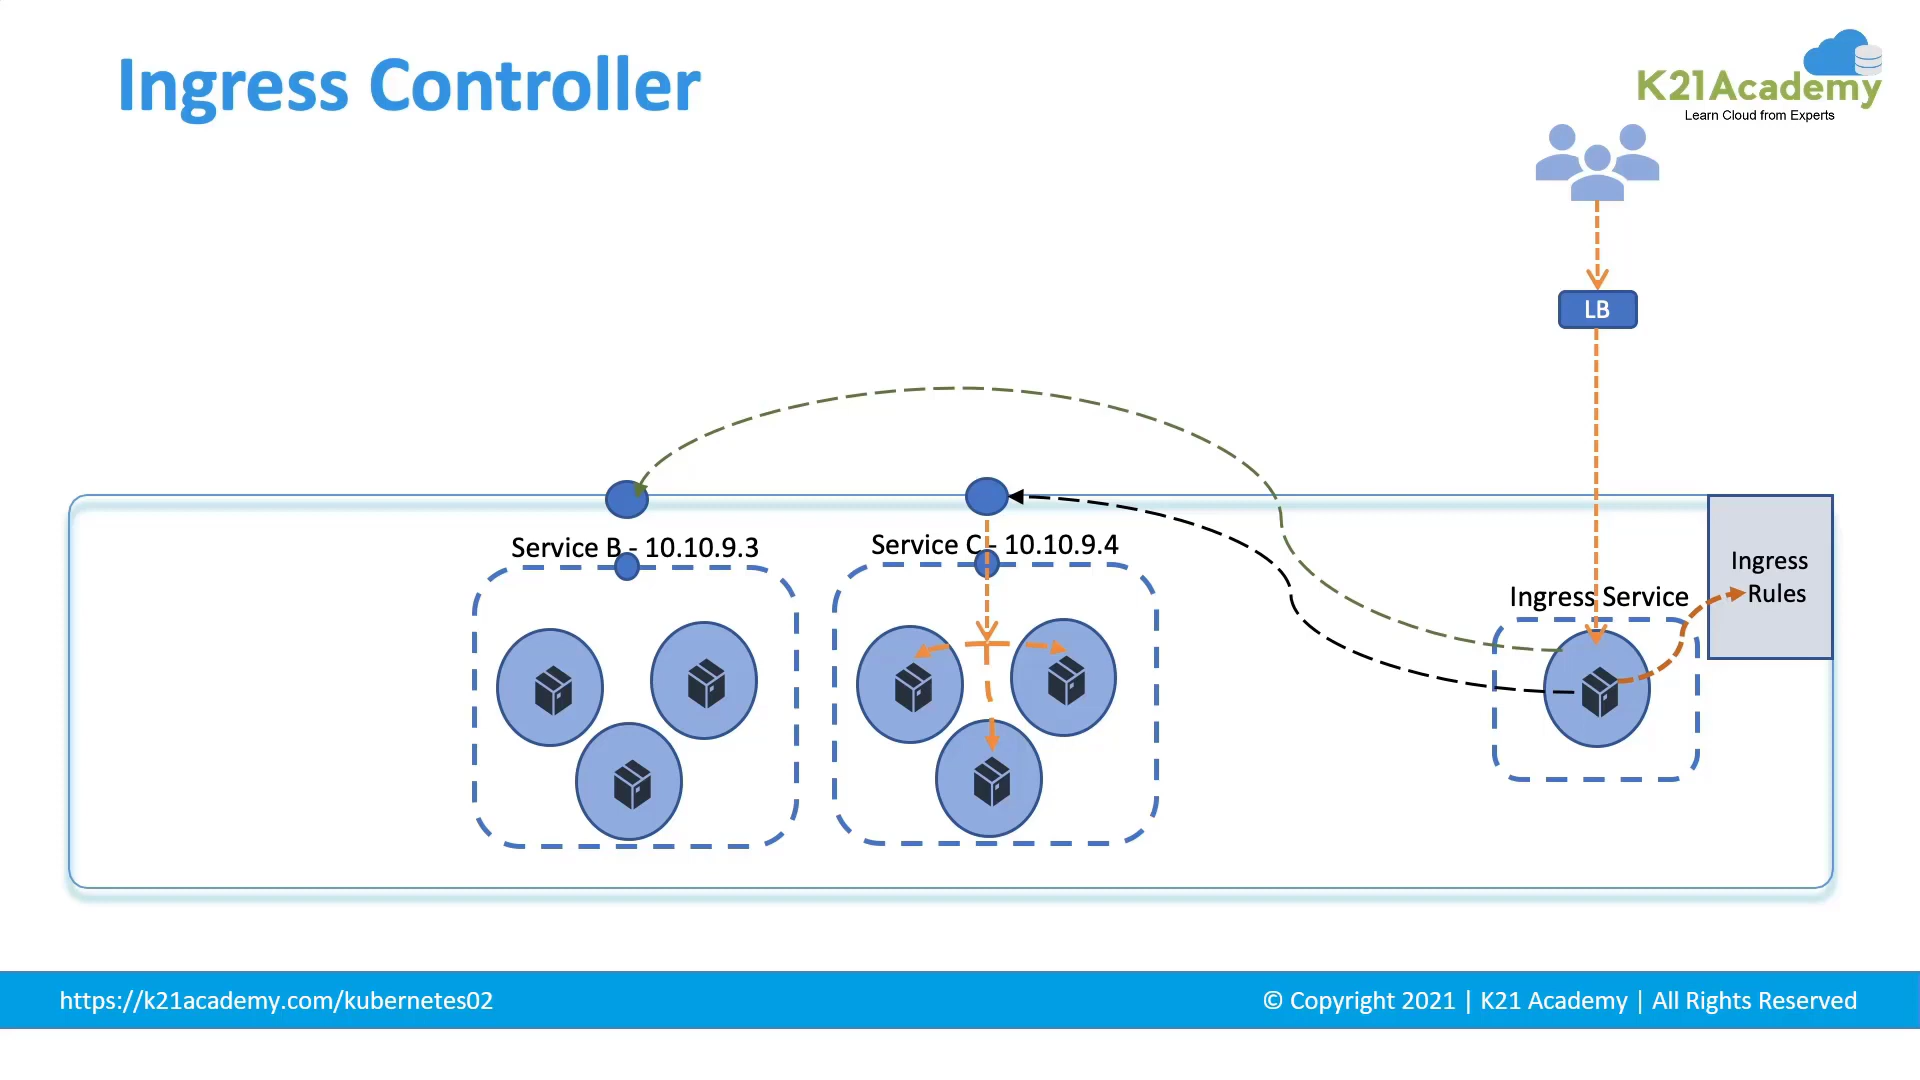 Ingress Controller
K21Academy
Learn Cloud from Experts
LB
Service B - 10.10.9.3
Service C - 10.10.9.4
Ingress Service
Ingress
Rules
https://k21academy.com/kubernetes02
© Copyright 2021 | K21 Academy | All Rights Reserved